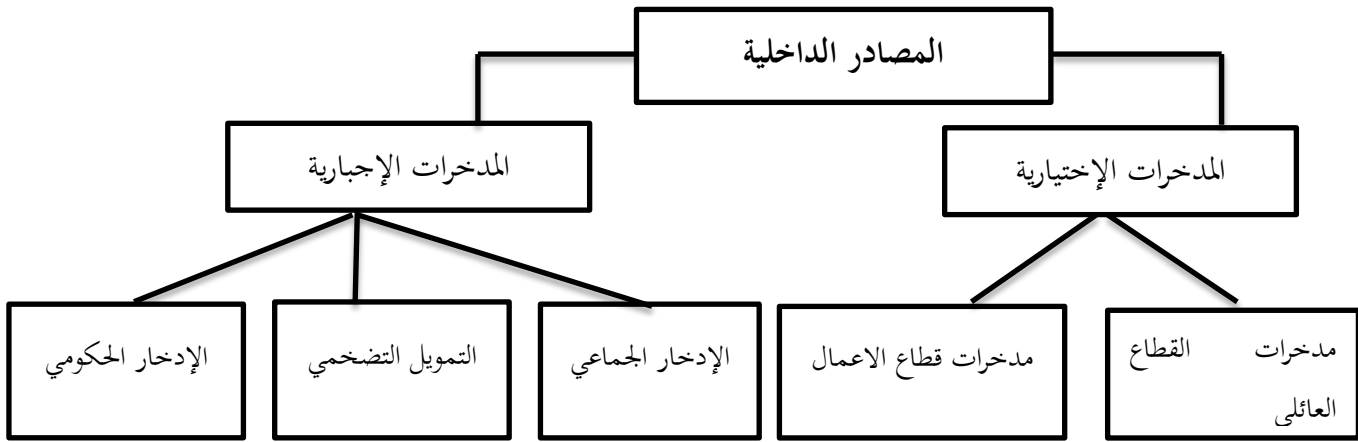 المصادر الداخلية
المدخرات الإختيارية
المدخرات الإجبارية
مدخرات القطاع
العائلي
مدخرات قطاع الاعمال
الإدخار الجماعي
التمويل التضخمي
الإدخار الحكومي